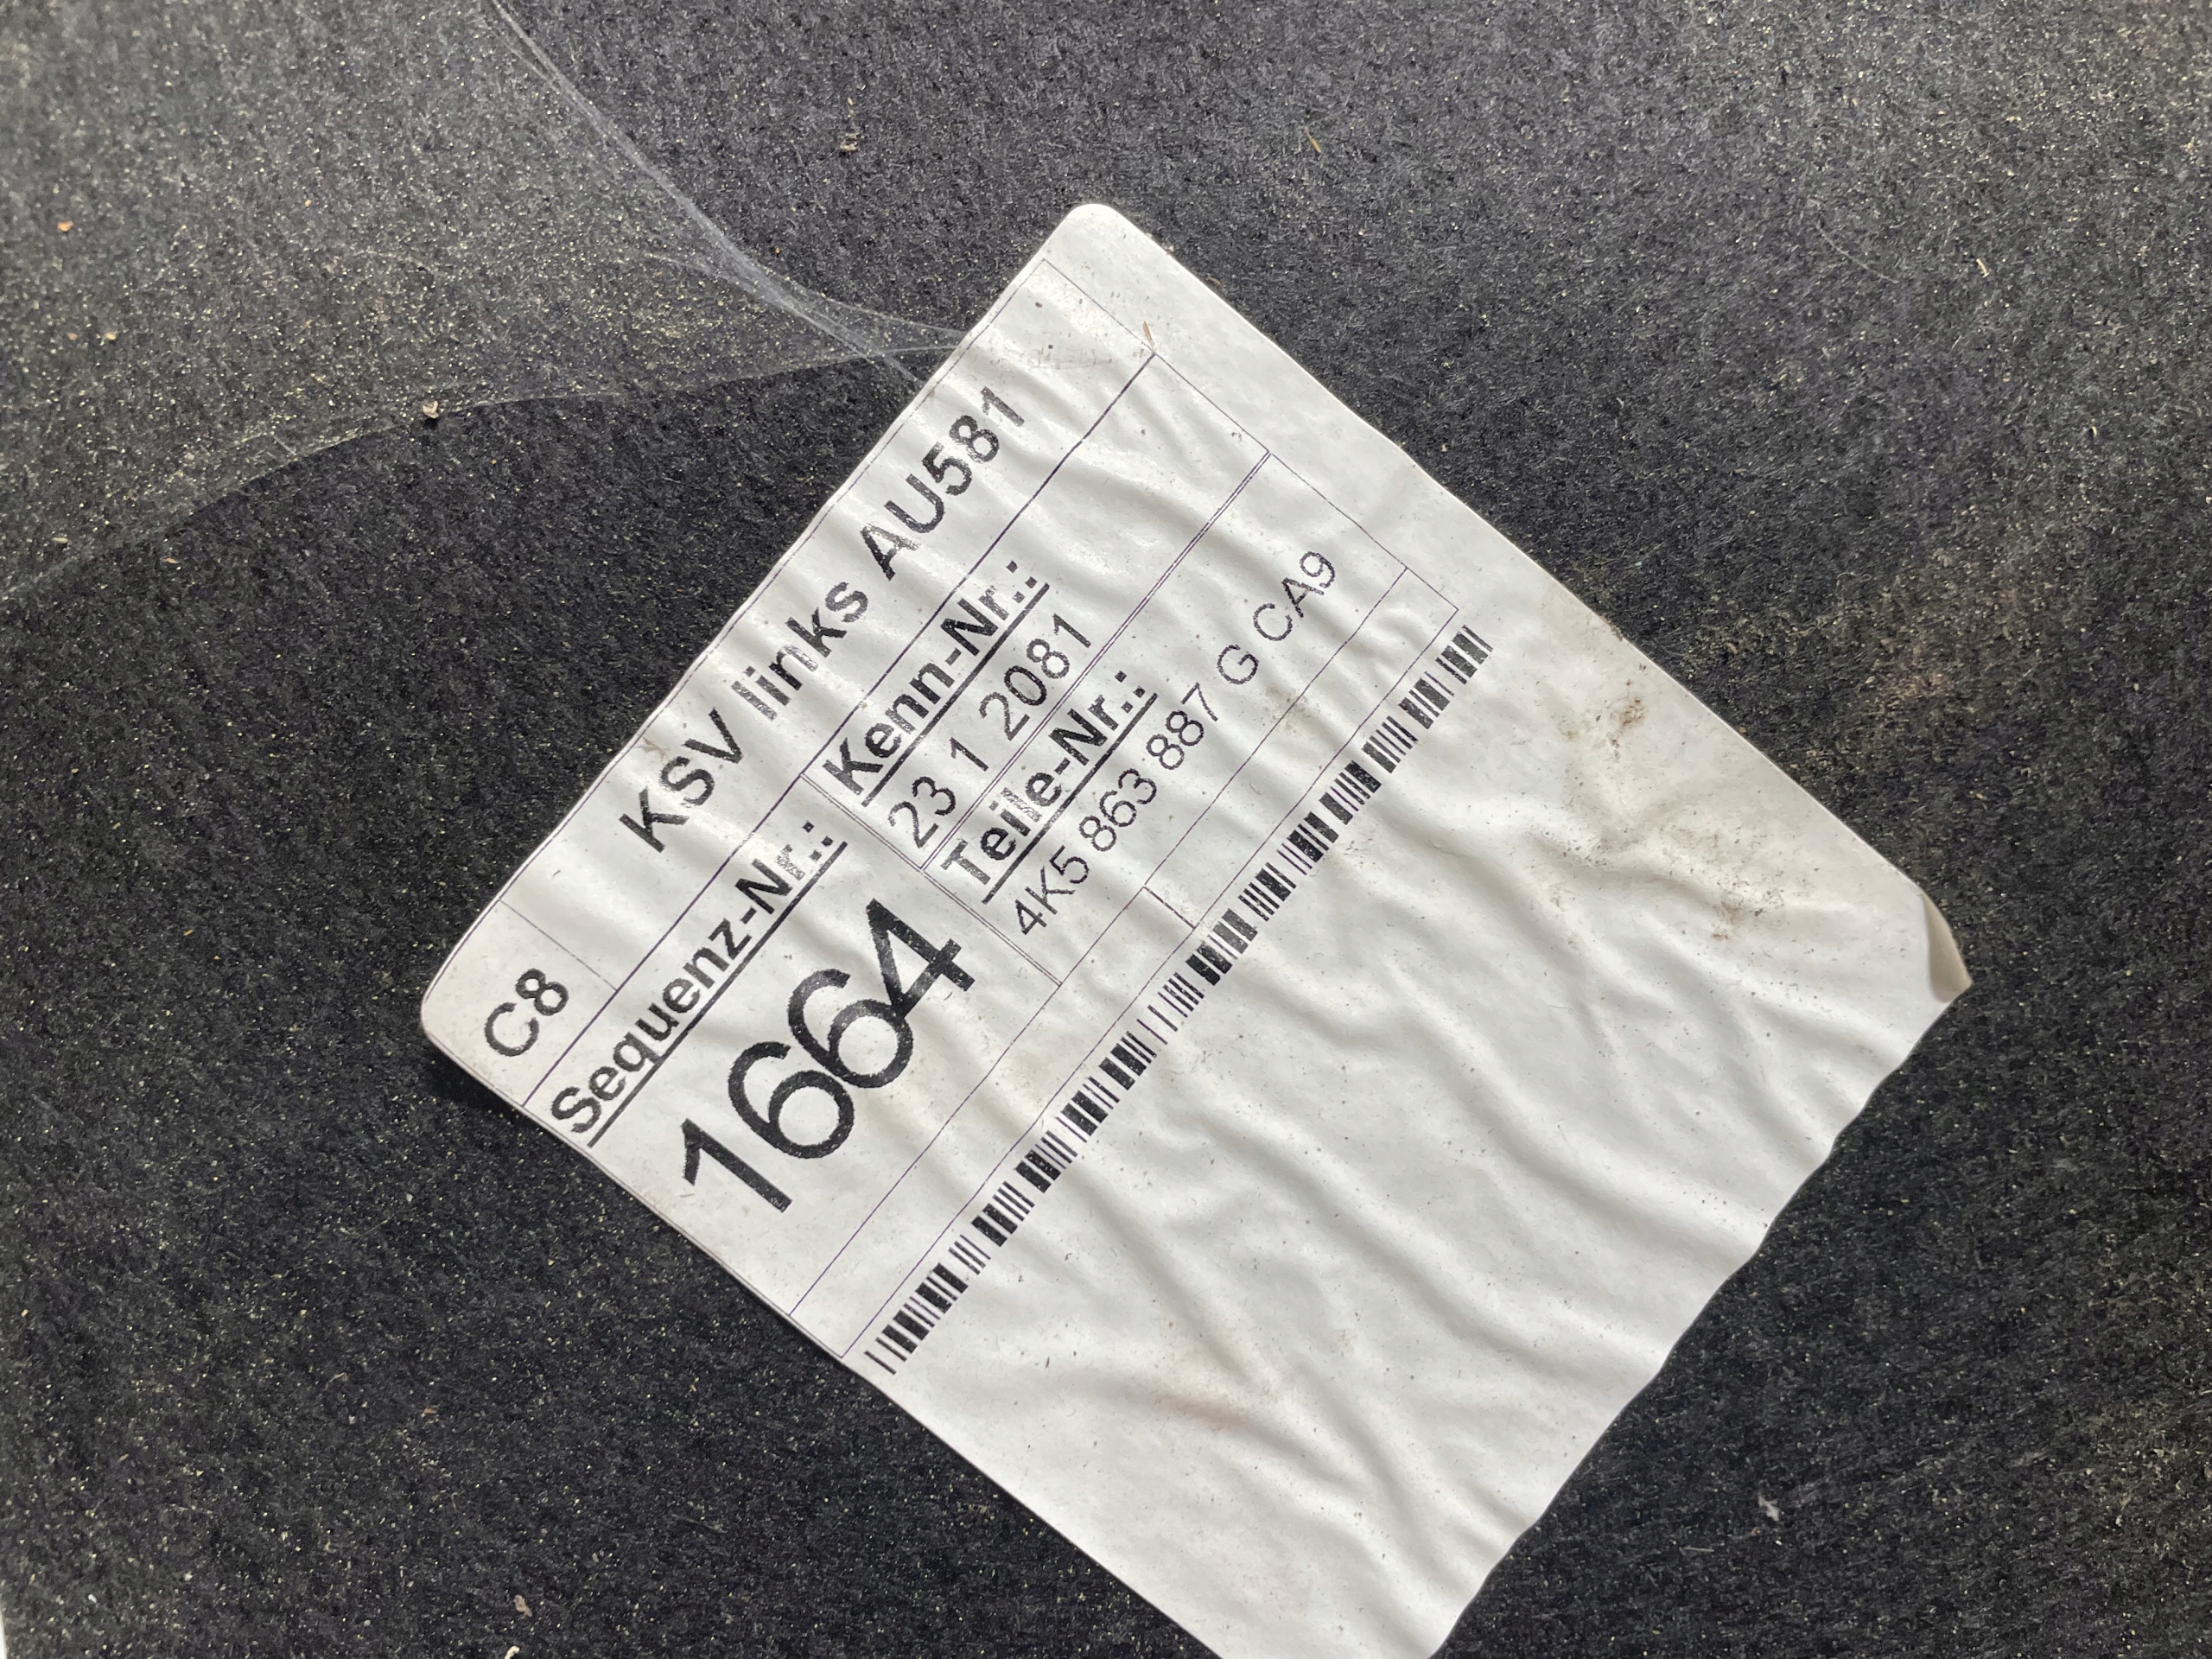 C8
KSV links AU581
Sequenz-Nr.:
1664
Kenn-Nr.:
23 1 2081
Teile-Nr.:
4K5 863 887 G CA9